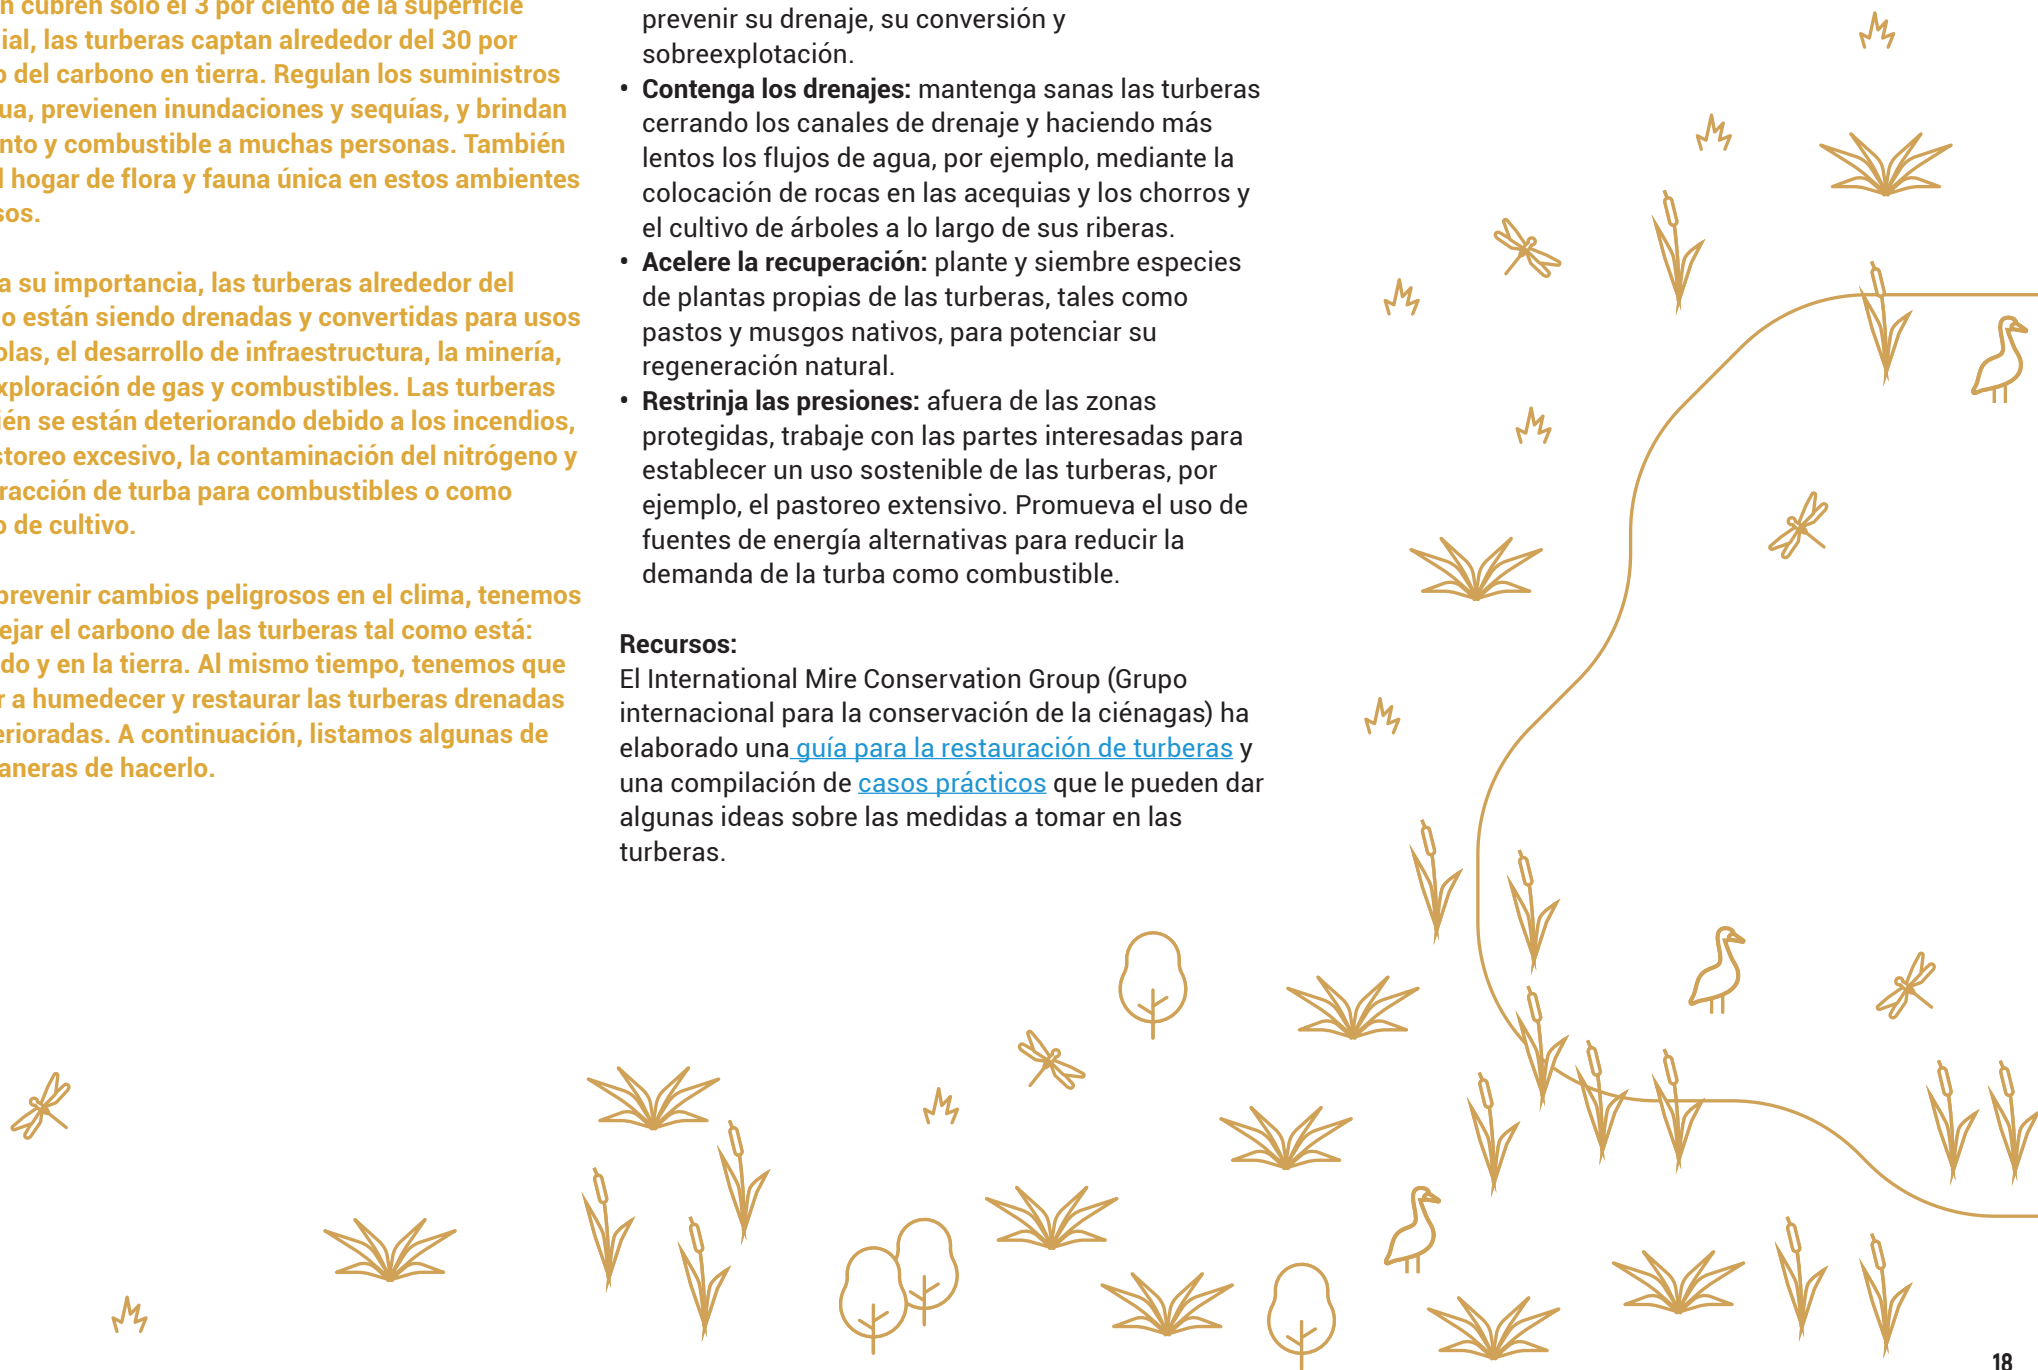 n cubren sólo el 3 por ciento de la superficie
ial, las turberas captan alrededor del 30 por
o del carbono en tierra. Regulan los suministros
ua, previenen inundaciones y sequías, y brindan
nto y combustible a muchas personas. También
l hogar de flora y fauna única en estos ambientes
sos.
a su importancia, las turberas alrededor del
o están siendo drenadas y convertidas para usos
olas, el desarrollo de infraestructura, la minería,
xploración de gas y combustibles. Las turberas
ién se están deteriorando debido a los incendios,
storeo excesivo, la contaminación del nitrógeno y
racción de turba para combustibles o como
o de cultivo.
prevenir cambios peligrosos en el clima, tenemos
ejar el carbono de las turberas tal como está:
do y en la tierra. Al mismo tiempo, tenemos que
r a humedecer y restaurar las turberas drenadas
erioradas. A continuación, listamos algunas de
aneras de hacerlo.
prevenir su drenaje, su conversión y
sobreexplotación.
• Contenga los drenajes: mantenga sanas las turberas
cerrando los canales de drenaje y haciendo más
lentos los flujos de agua, por ejemplo, mediante la
colocación de rocas en las acequias y los chorros y
el cultivo de árboles a lo largo de sus riberas.
• Acelere la recuperación: plante y siembre especies
de plantas propias de las turberas, tales como
pastos y musgos nativos, para potenciar su
regeneración natural.
• Restrinja las presiones: afuera de las zonas
protegidas, trabaje con las partes interesadas para
establecer un uso sostenible de las turberas, por
ejemplo, el pastoreo extensivo. Promueva el uso de
fuentes de energía alternativas para reducir la
demanda de la turba como combustible.
Recursos:
El International Mire Conservation Group (Grupo
internacional para la conservación de la ciénagas) ha
elaborado una guía para la restauración de turberas y
una compilación de casos prácticos que le pueden dar
algunas ideas sobre las medidas a tomar en las
turberas.
18